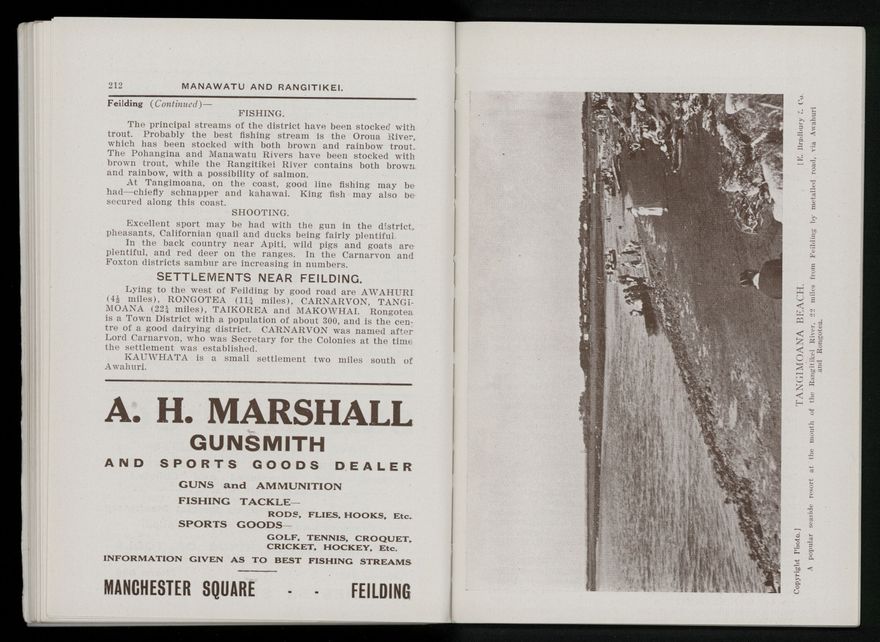 212 MANAWATU AND RANGITIKEI.
Feilding (Continued)—
FISHING.
The principal streams of the district have been stocked with
trout. Probably the best fishing stream is the Oroua River,
which has been stocked with both brown and rainbow trout.
The Pohangina and Manawatu Rivers have been stocked with
brown trout, while the Rangitikei River contains both brown
and rainbow, with a possibility of salmon.
At Tangimoana, on the coast, good line fishing may be
had—chiefly schnapper and kahawai. King fish may also be
secured along this coast.
SHOOTING.
Excellent sport may be had with the gun in the district,
pheasants, Californian quail and ducks being fairly plentiful.
In the back country near Apiti, wild pigs and goats are
plentiful, and red deer on the ranges. In the Carnarvon and
Foxton districts sambur are increasing in numbers.
SETTLEMENTS NEAR FEILDING.
Lying to the west of Feilding by good road are AWAHURI
(4½ miles), RONGOTEA (11¼ miles), CARNARVON, TANGI-
MOANA (22¼ miles), TAIKOREA and MAKOWHAI. Rongotea
is a Town District with a population of about 300, and is the cen-
tre of a good dairying district. CARNARVON was named after
Lord Carnarvon, who was Secretary for the Colonies at the time
the settlement was established.
KAUWHATA is a small settlement two miles south of
Awahuri.
A. H. MARSHALL
GUNSMITH
AND SPORTS GOODS DEALER
GUNS and AMMUNITION
FISHING TACKLE—
RODS, FLIES, HOOKS, Etc.
SPORTS GOODS—
GOLF, TENNIS, CROQUET,
CRICKET, HOCKEY, Etc.
INFORMATION GIVEN AS TO BEST FISHING STREAMS
MANCHESTER SQUARE - - FEILDING
Copyright Photo.] [E. Bradbury & Co.
TANGIMOANA BEACH.
A popular seaside resort at the mouth of the Rangitikei River, 22 miles from Feilding by metalled road, via Awahuri
and Rongotea.